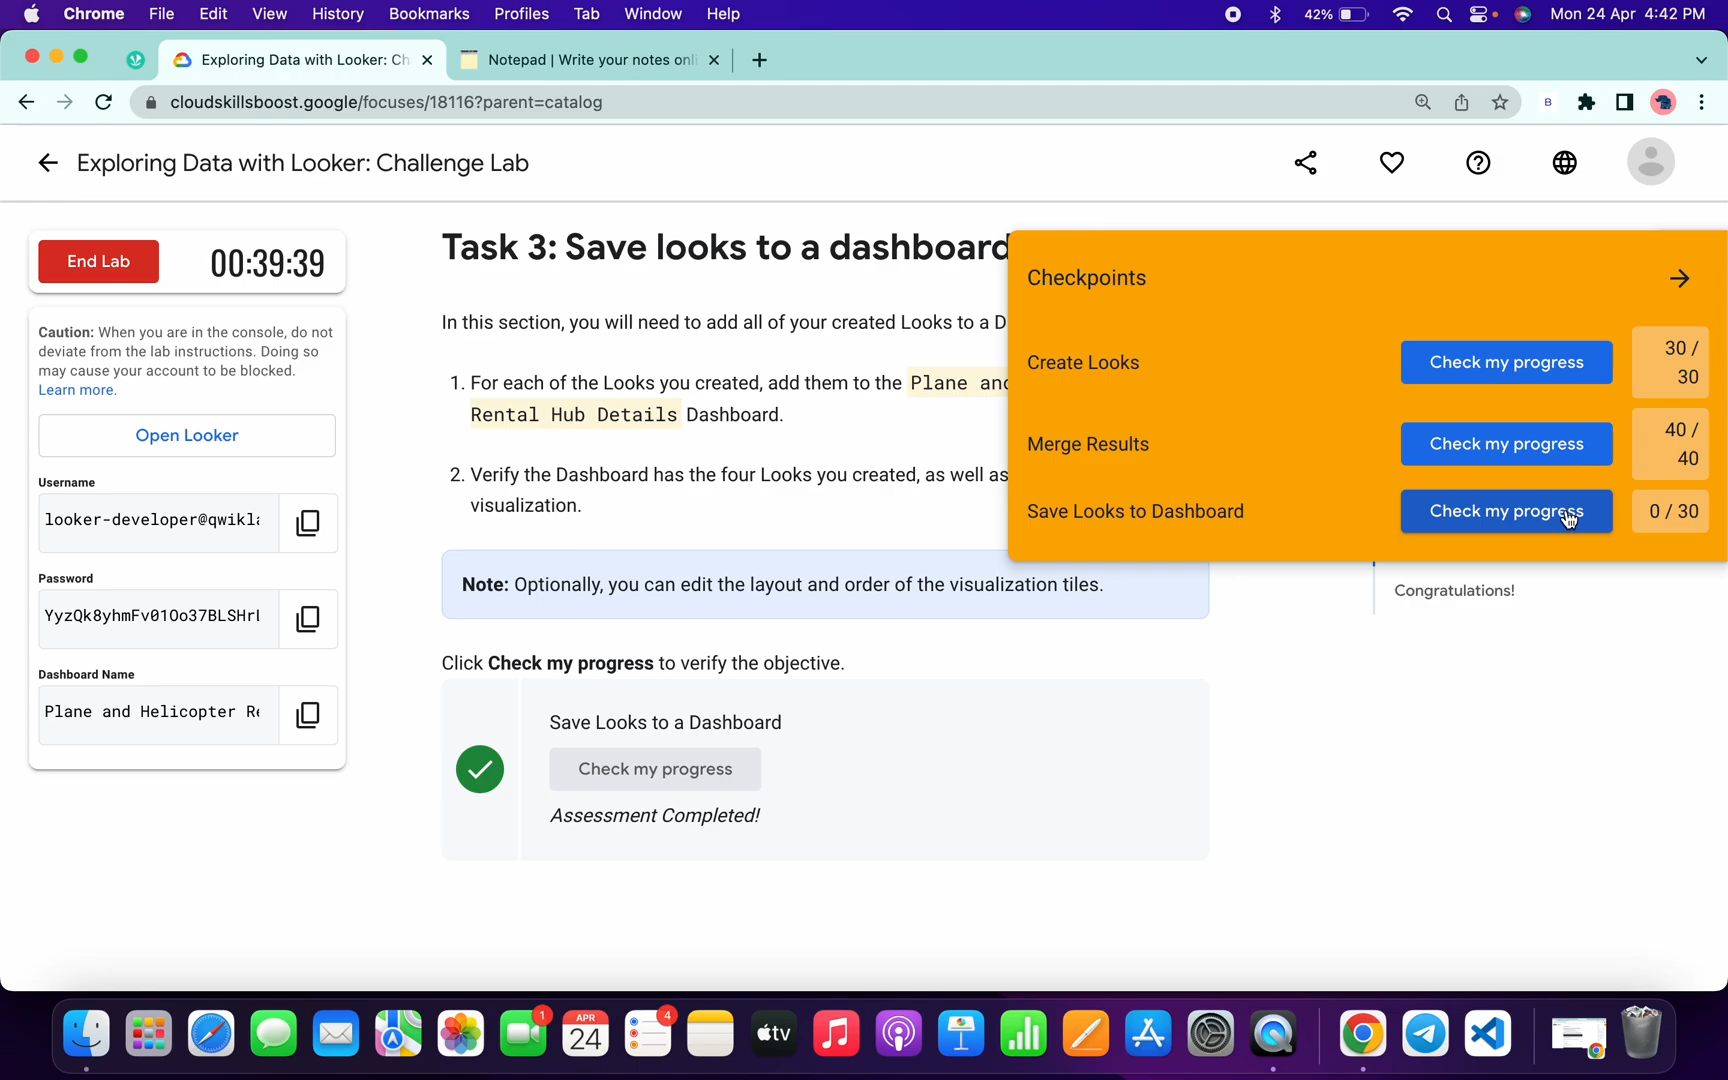 Chrome File Edit View History Bookmarks Profiles Tab Window Help 42% Mon 24 Apr 4:42 PM
Exploring Data with Looker: Ch Notepad | Write your notes onli
cloudskillsboost.google/focuses/18116?parent=catalog
B
Exploring Data with Looker: Challenge Lab
End Lab 00:39:39
Caution: When you are in the console, do not
deviate from the lab instructions. Doing so
may cause your account to be blocked.
Learn more.
Open Looker
Username
looker-developer@qwikl
Password
YyzQk8yhmFv01Oo37BLSHr
Dashboard Name
Plane and Helicopter Re
Task 3: Save looks to a dashboard
In this section, you will need to add all of your created Looks to a D
1. For each of the Looks you created, add them to the Plane and
Rental Hub Details Dashboard.
2. Verify the Dashboard has the four Looks you created, as well as
visualization.
Note: Optionally, you can edit the layout and order of the visualization tiles.
Click Check my progress to verify the objective.
Save Looks to a Dashboard
Check my progress
Assessment Completed!
Checkpoints
Create Looks Check my progress 30 /
30
Merge Results Check my progress 40 /
40
Save Looks to Dashboard Check my progress 0 / 30
Congratulations!
1
APR
24
4
tv